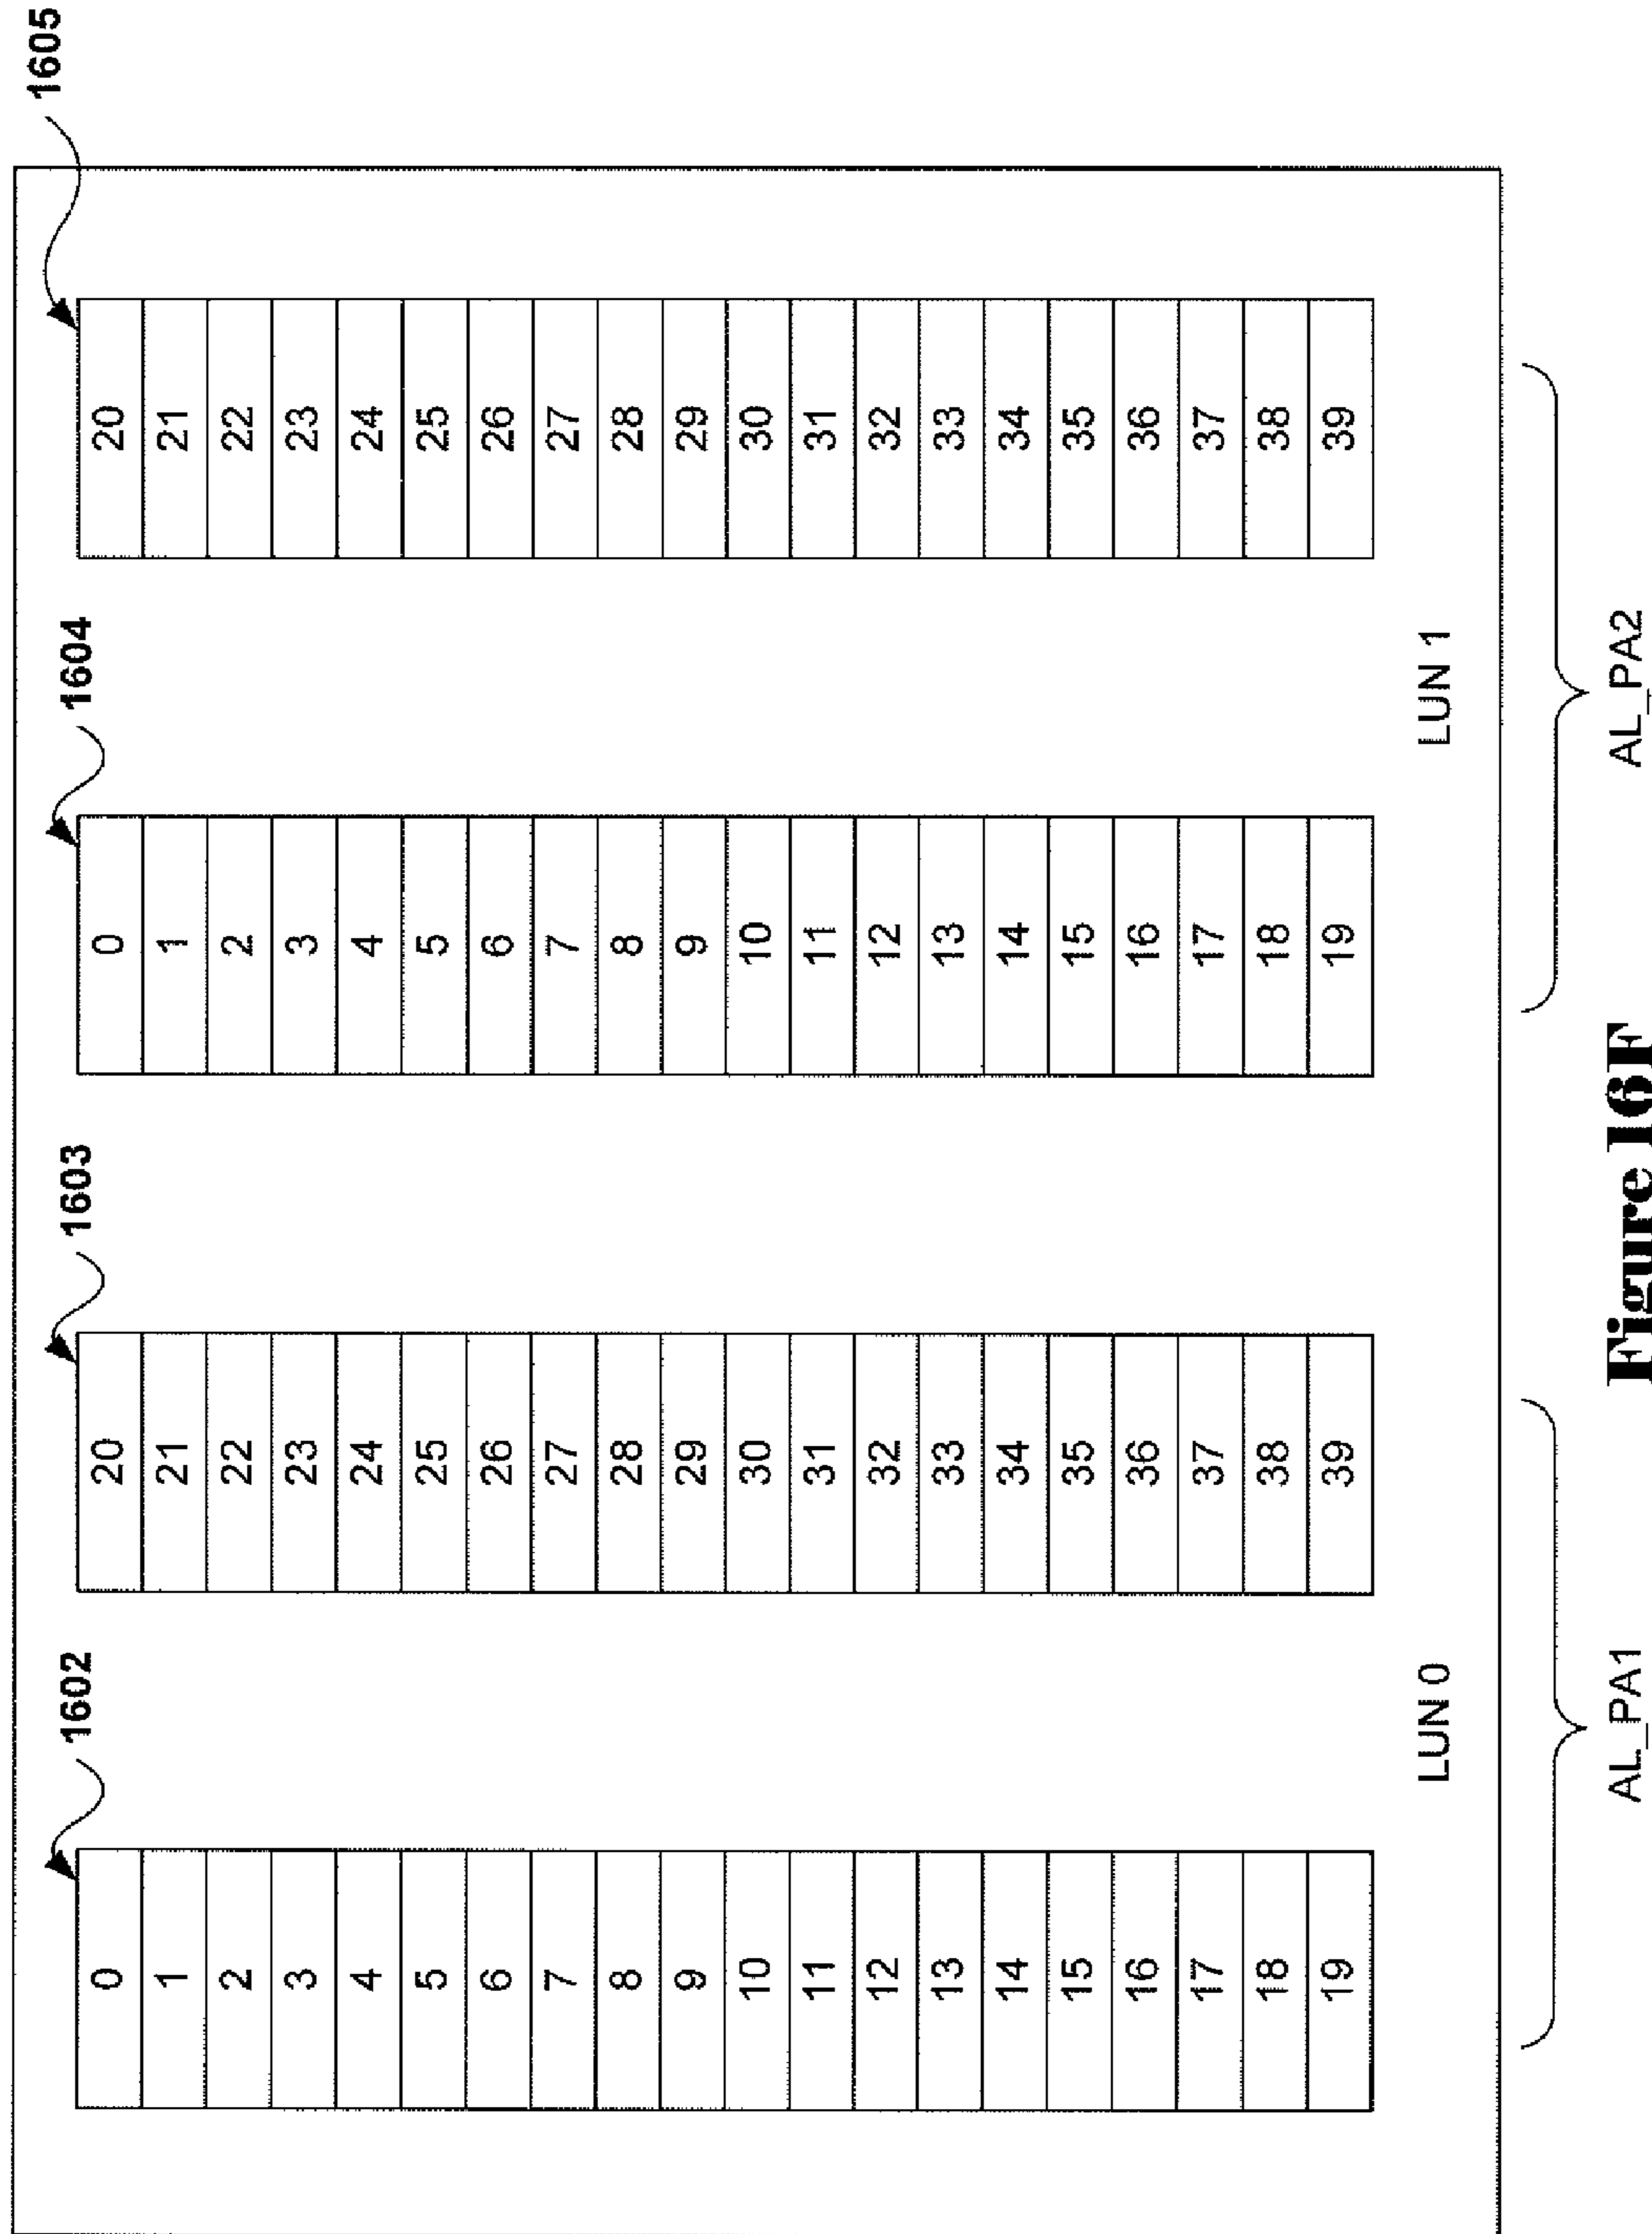 1602
1603
1604
1605
0 20 0 20
1 21 1 21
2 22 2 22
3 23 3 23
4 24 4 24
5 25 5 25
6 26 6 26
7 27 7 27
8 28 8 28
9 29 9 29
10 30 10 30
11 31 11 31
12 32 12 32
13 33 13 33
14 34 14 34
15 35 15 35
16 36 16 36
17 37 17 37
18 38 18 38
19 39 19 39
LUN 0 LUN 1
AL_PA1 AL_PA2
Figure 16F